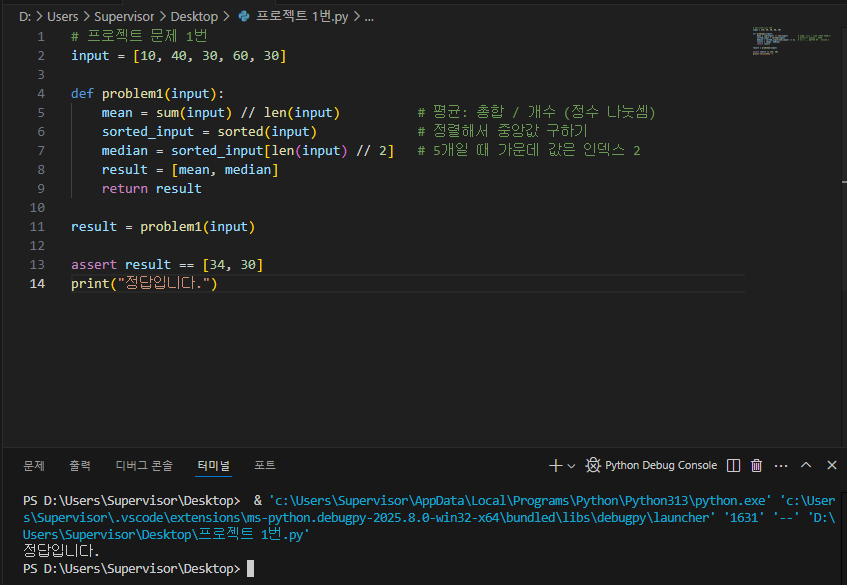 D: > Users > Supervisor > Desktop > 프로젝트 1번.py > ...
1 # 프로젝트 문제 1번
2 input = [10, 40, 30, 60, 30]
3
4 def problem1(input):
5 mean = sum(input) // len(input) # 평균: 총합 / 개수 (정수 나눗셈)
6 sorted_input = sorted(input) # 정렬해서 중앙값 구하기
7 median = sorted_input[len(input) // 2] # 5개일 때 가운데 값은 인덱스 2
8 result = [mean, median]
9 return result
10
11 result = problem1(input)
12
13 assert result == [34, 30]
14 print("정답입니다.")
문제 출력 디버그 콘솔 터미널 포트 Python Debug Console
PS D:\Users\Supervisor\Desktop> & 'c:\Users\Supervisor\AppData\Local\Programs\Python\Python313\python.exe' 'c:\User
s\Supervisor\.vscode\extensions\ms-python.debugpy-2025.8.0-win32-x64\bundled\libs\debugpy\launcher' '1631' '--' 'D:\
Users\Supervisor\Desktop\프로젝트 1번.py'
정답입니다.
PS D:\Users\Supervisor\Desktop>